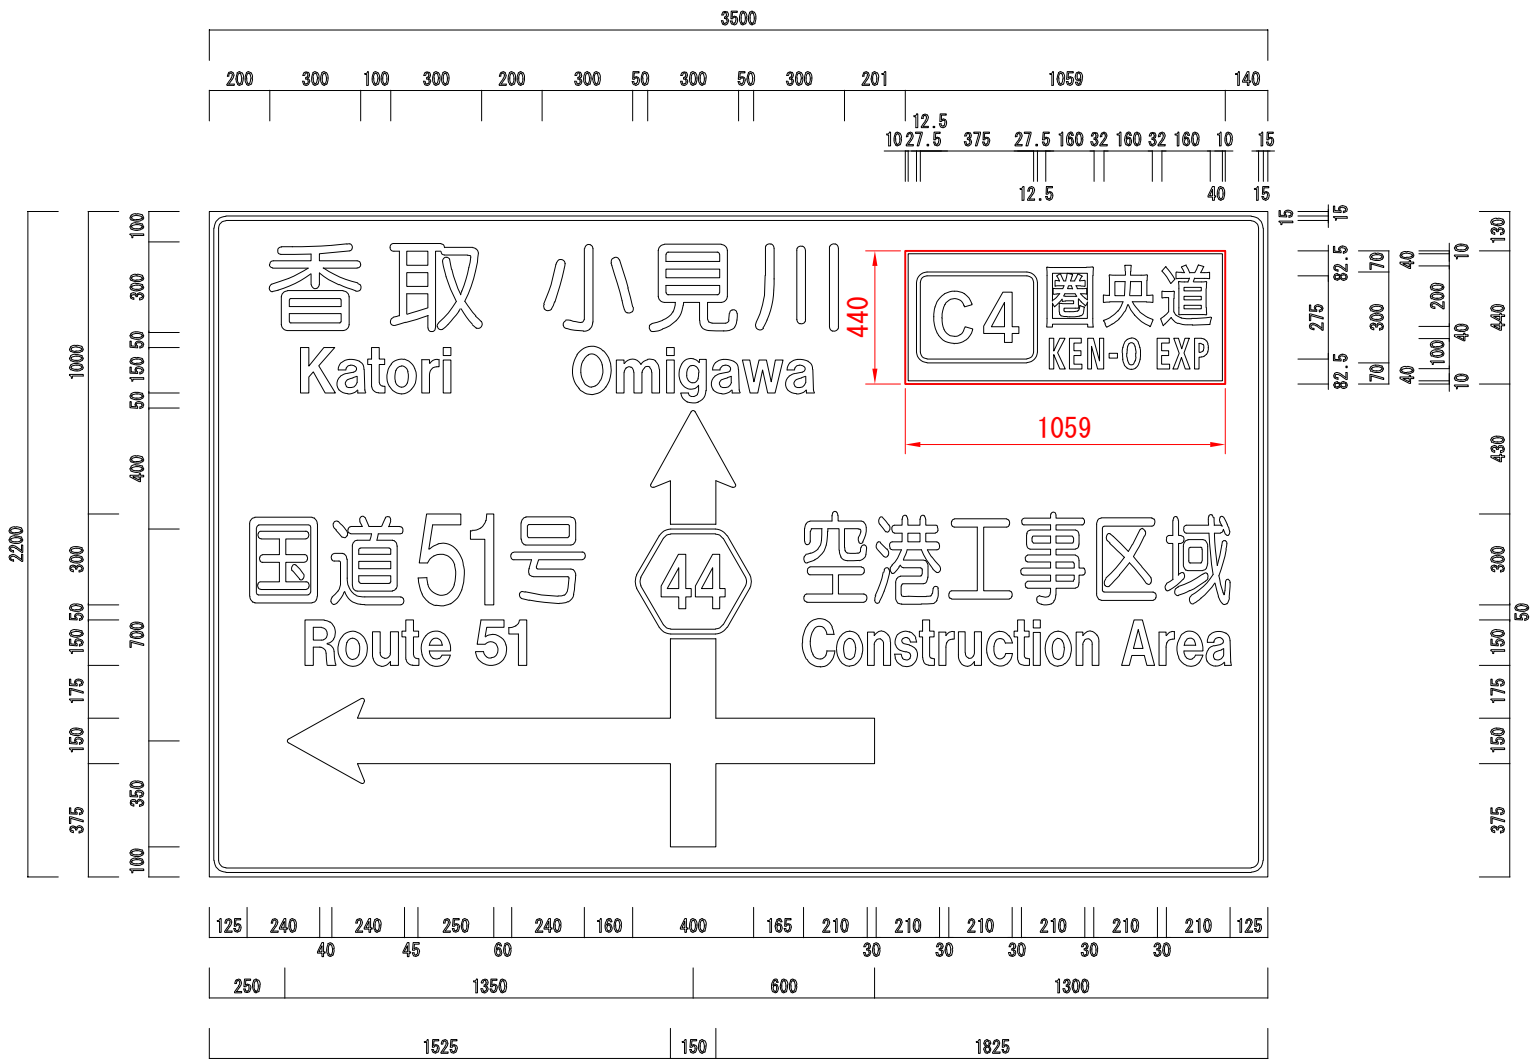 3500
200 300 100 300 200 300 50 300 50 300 201 1059 140
12.5
10 27.5 375 27.5 160 32 160 32 160 10 15
12.5 40 15
香取 小見川
Katori Omigawa
C4 圏央道
KEN-O EXP
440
1059
国道51号 44 空港工事区域
Route 51 Construction Area
2200
1000 300 50 150 175 150 375
100 300 50 150 50 400 700 350 100
15 15
82.5 275 82.5
70 300 70
40 200 40 100 40
10 10
130 440 430 300 50 150 175 150 375
125 240 40 240 45 250 60 240 160 400 165 210 30 210 30 210 30 210 30 210 30 210 125
250 1350 600 1300
1525 150 1825